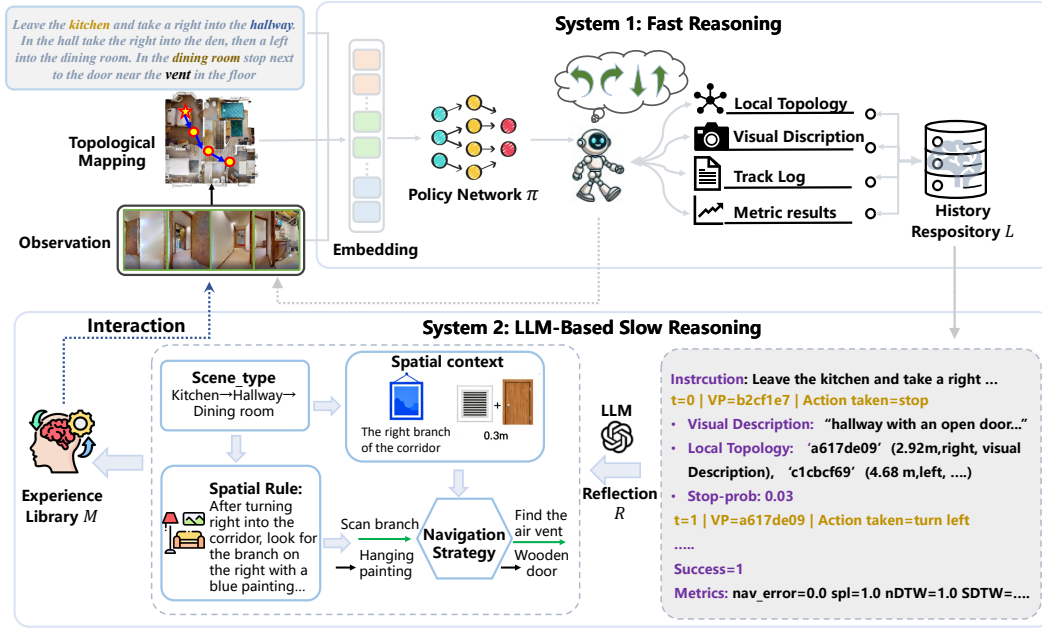 Leave the kitchen and take a right into the hallway.
In the hall take the right into the den, then a left
into the dining room. In the dining room stop next
to the door near the vent in the floor
System 1: Fast Reasoning
Topological
Mapping
Observation
Embedding
Policy Network π
Local Topology
Visual Discription
Track Log
Metric results
History
Respository L
Interaction
System 2: LLM-Based Slow Reasoning
Scene_type
Kitchen→Hallway→
Dining room
Spatial context
+
0.3m
The right branch
of the corridor
Spatial Rule:
After turning
right into the
corridor, look for
the branch on
the right with a
blue painting...
Scan branch
Hanging
painting
Navigation
Strategy
Find the
air vent
Wooden
door
Experience
Library M
LLM
Reflection
R
Instrcution: Leave the kitchen and take a right ...
t=0 | VP=b2cf1e7 | Action taken=stop
• Visual Description: “hallway with an open door...”
• Local Topology: ‘a617de09’ (2.92m,right, visual
Description), ‘c1cbcf69’ (4.68 m,left, ....)
• Stop-prob: 0.03
t=1 | VP=a617de09 | Action taken=turn left
.....
Success=1
Metrics: nav_error=0.0 spl=1.0 nDTW=1.0 SDTW=....